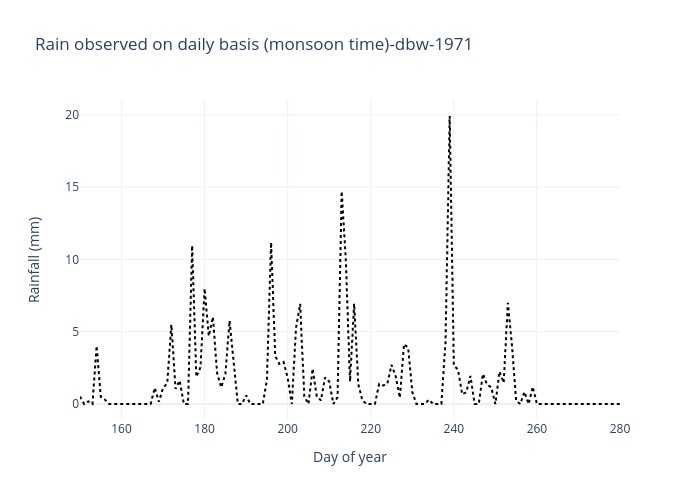 Rain observed on daily basis (monsoon time)-dbw-1971
20
15
10
5
0
Rainfall (mm)
160 180 200 220 240 260 280
Day of year